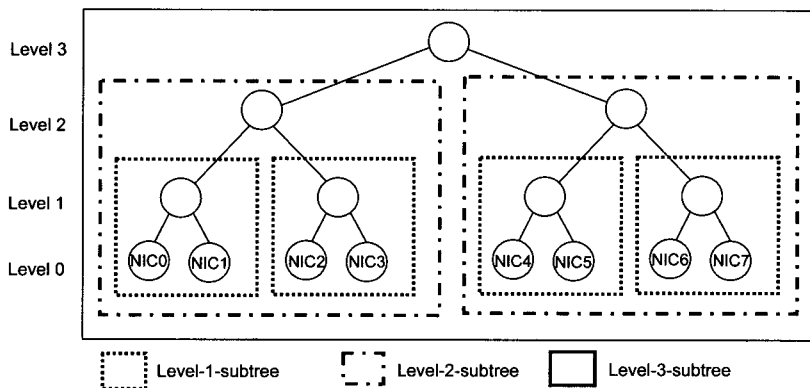 Level 3
Level 2
Level 1
Level 0
NIC0 NIC1 NIC2 NIC3 NIC4 NIC5 NIC6 NIC7
Level-1-subtree Level-2-subtree Level-3-subtree